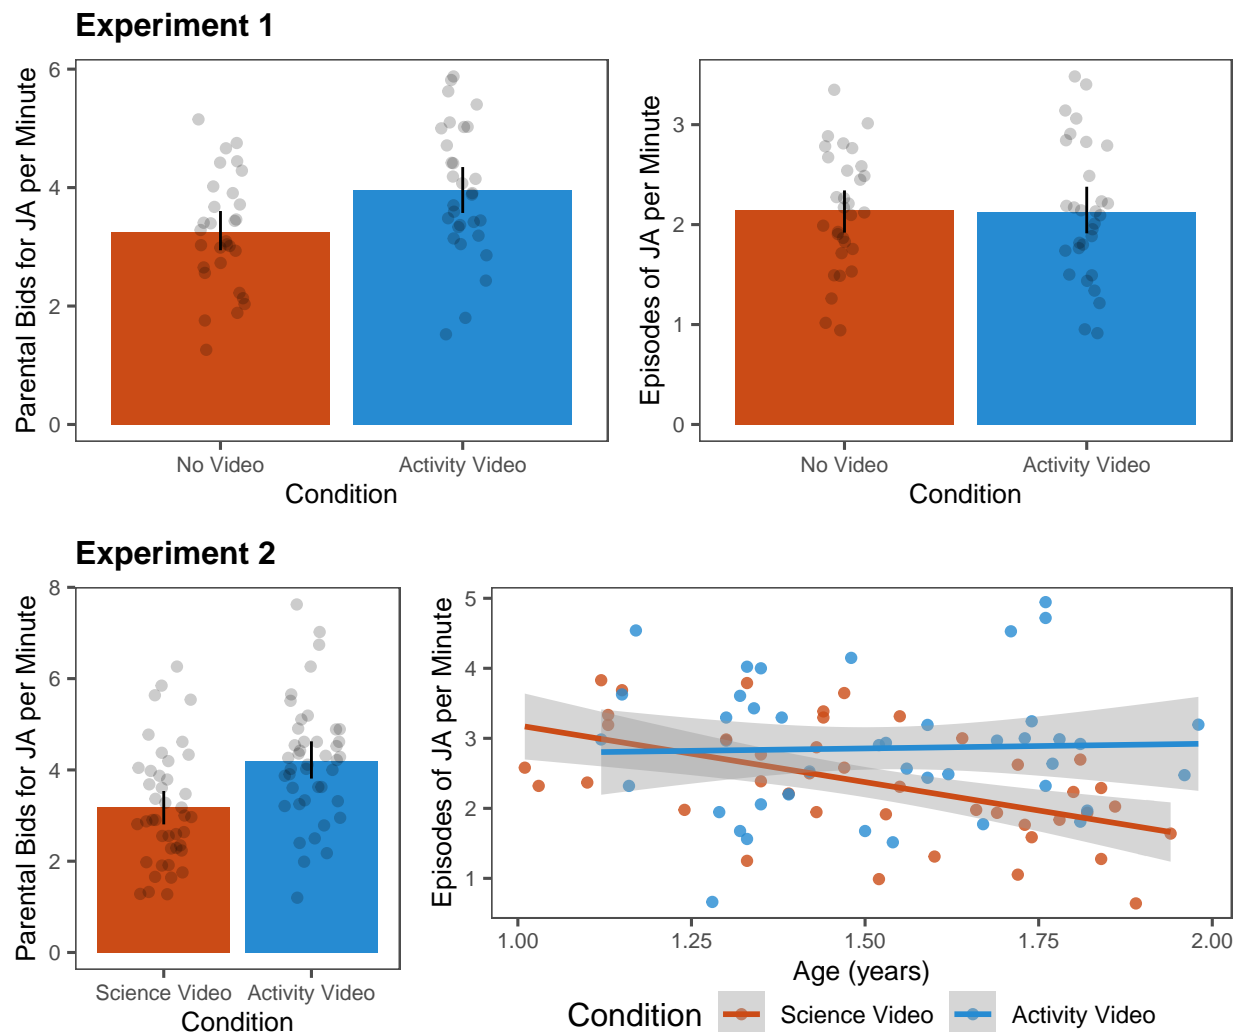 Experiment 1
Parental Bids for JA per Minute
6
4
2
0
No Video
Activity Video
Condition
Episodes of JA per Minute
3
2
1
0
No Video
Activity Video
Condition
Experiment 2
Parental Bids for JA per Minute
8
6
4
2
0
Science Video
Activity Video
Condition
Episodes of JA per Minute
5
4
3
2
1
1.00
1.25
1.50
1.75
2.00
Age (years)
Condition
Science Video
Activity Video